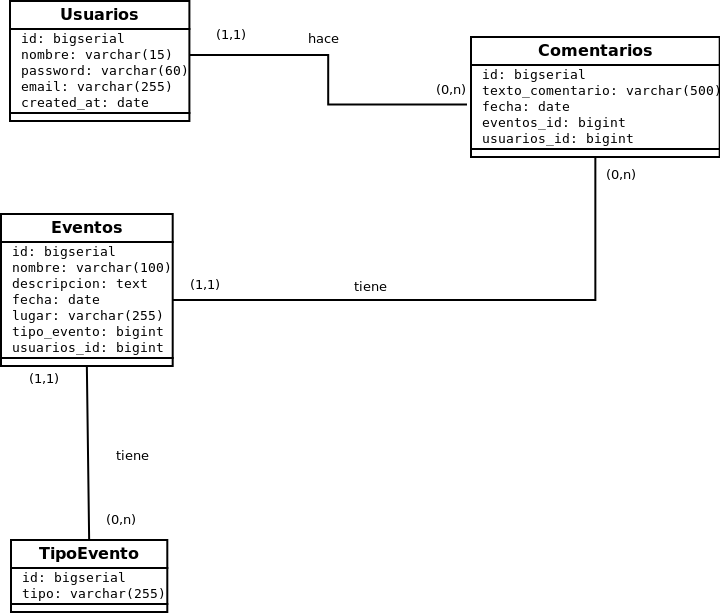 Usuarios
id: bigserial
nombre: varchar(15)
password: varchar(60)
email: varchar(255)
created_at: date
(1,1)
hace
(0,n)
Comentarios
id: bigserial
texto_comentario: varchar(500)
fecha: date
eventos_id: bigint
usuarios_id: bigint
(0,n)
Eventos
id: bigserial
nombre: varchar(100)
descripcion: text
fecha: date
lugar: varchar(255)
tipo_evento: bigint
usuarios_id: bigint
(1,1)
tiene
(1,1)
tiene
(0,n)
TipoEvento
id: bigserial
tipo: varchar(255)